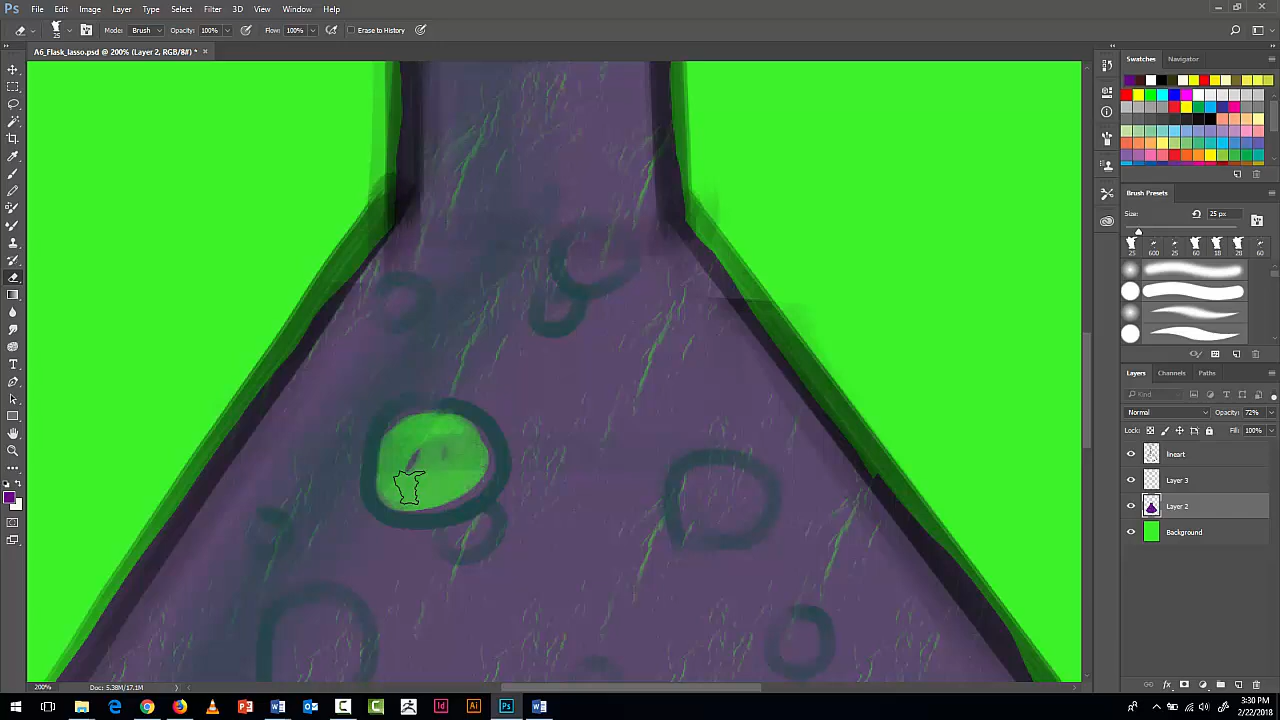 Ps File Edit Image Layer Type Select Filter 3D View Window Help
25 Mode: Brush Opacity: 100% Flow: 100% Erase to History
A6_Flask_lasso.psd @ 200% (Layer 2, RGB/8#) * ×
Swatches Navigator
Brush Presets
Size: 25 px
25 600 25 60 18 28 60
Layers Channels Paths
Kind
Normal Opacity: 72%
Lock: Fill: 100%
lineart
Layer 3
Layer 2
Background
200% Doc: 5.38M/17.1M
3:30 PM
2/22/2018